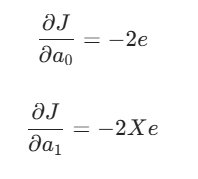 ∂J/∂a₀ = −2e
∂J/∂a₁ = −2Xe